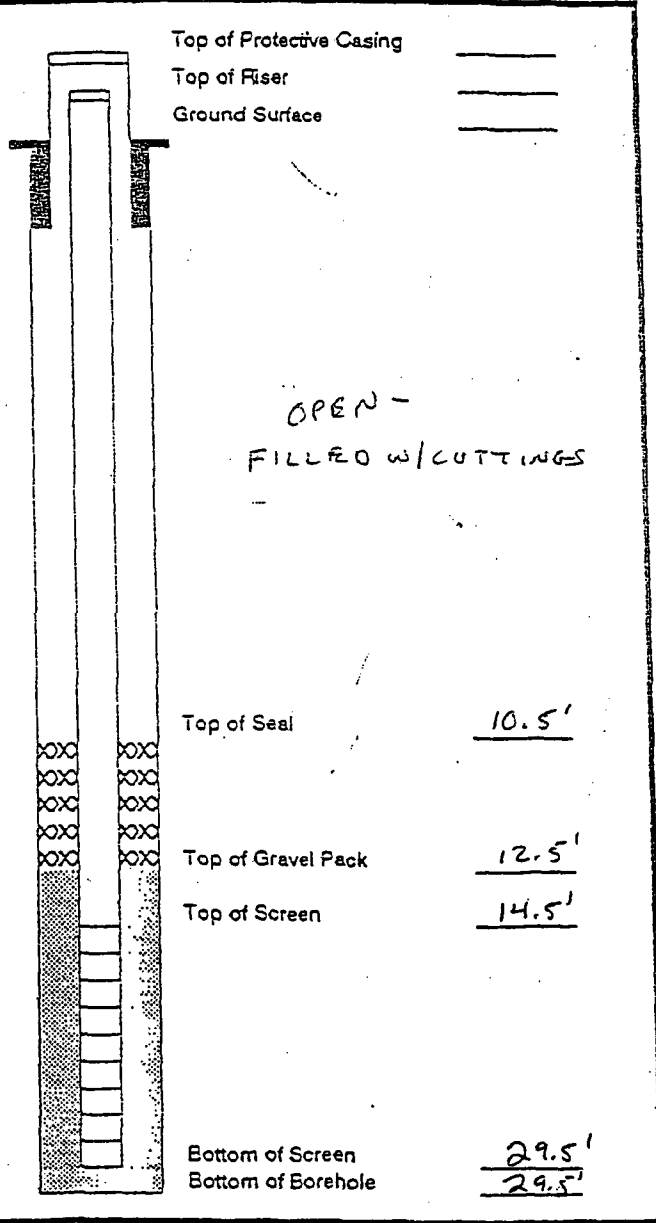 Top of Protective Casing
Top of Riser
Ground Surface
OPEN -
FILLED W/CUTTINGS
Top of Seal 10.5'
Top of Gravel Pack 12.5'
Top of Screen 14.5'
Bottom of Screen 29.5'
Bottom of Borehole 29.5'